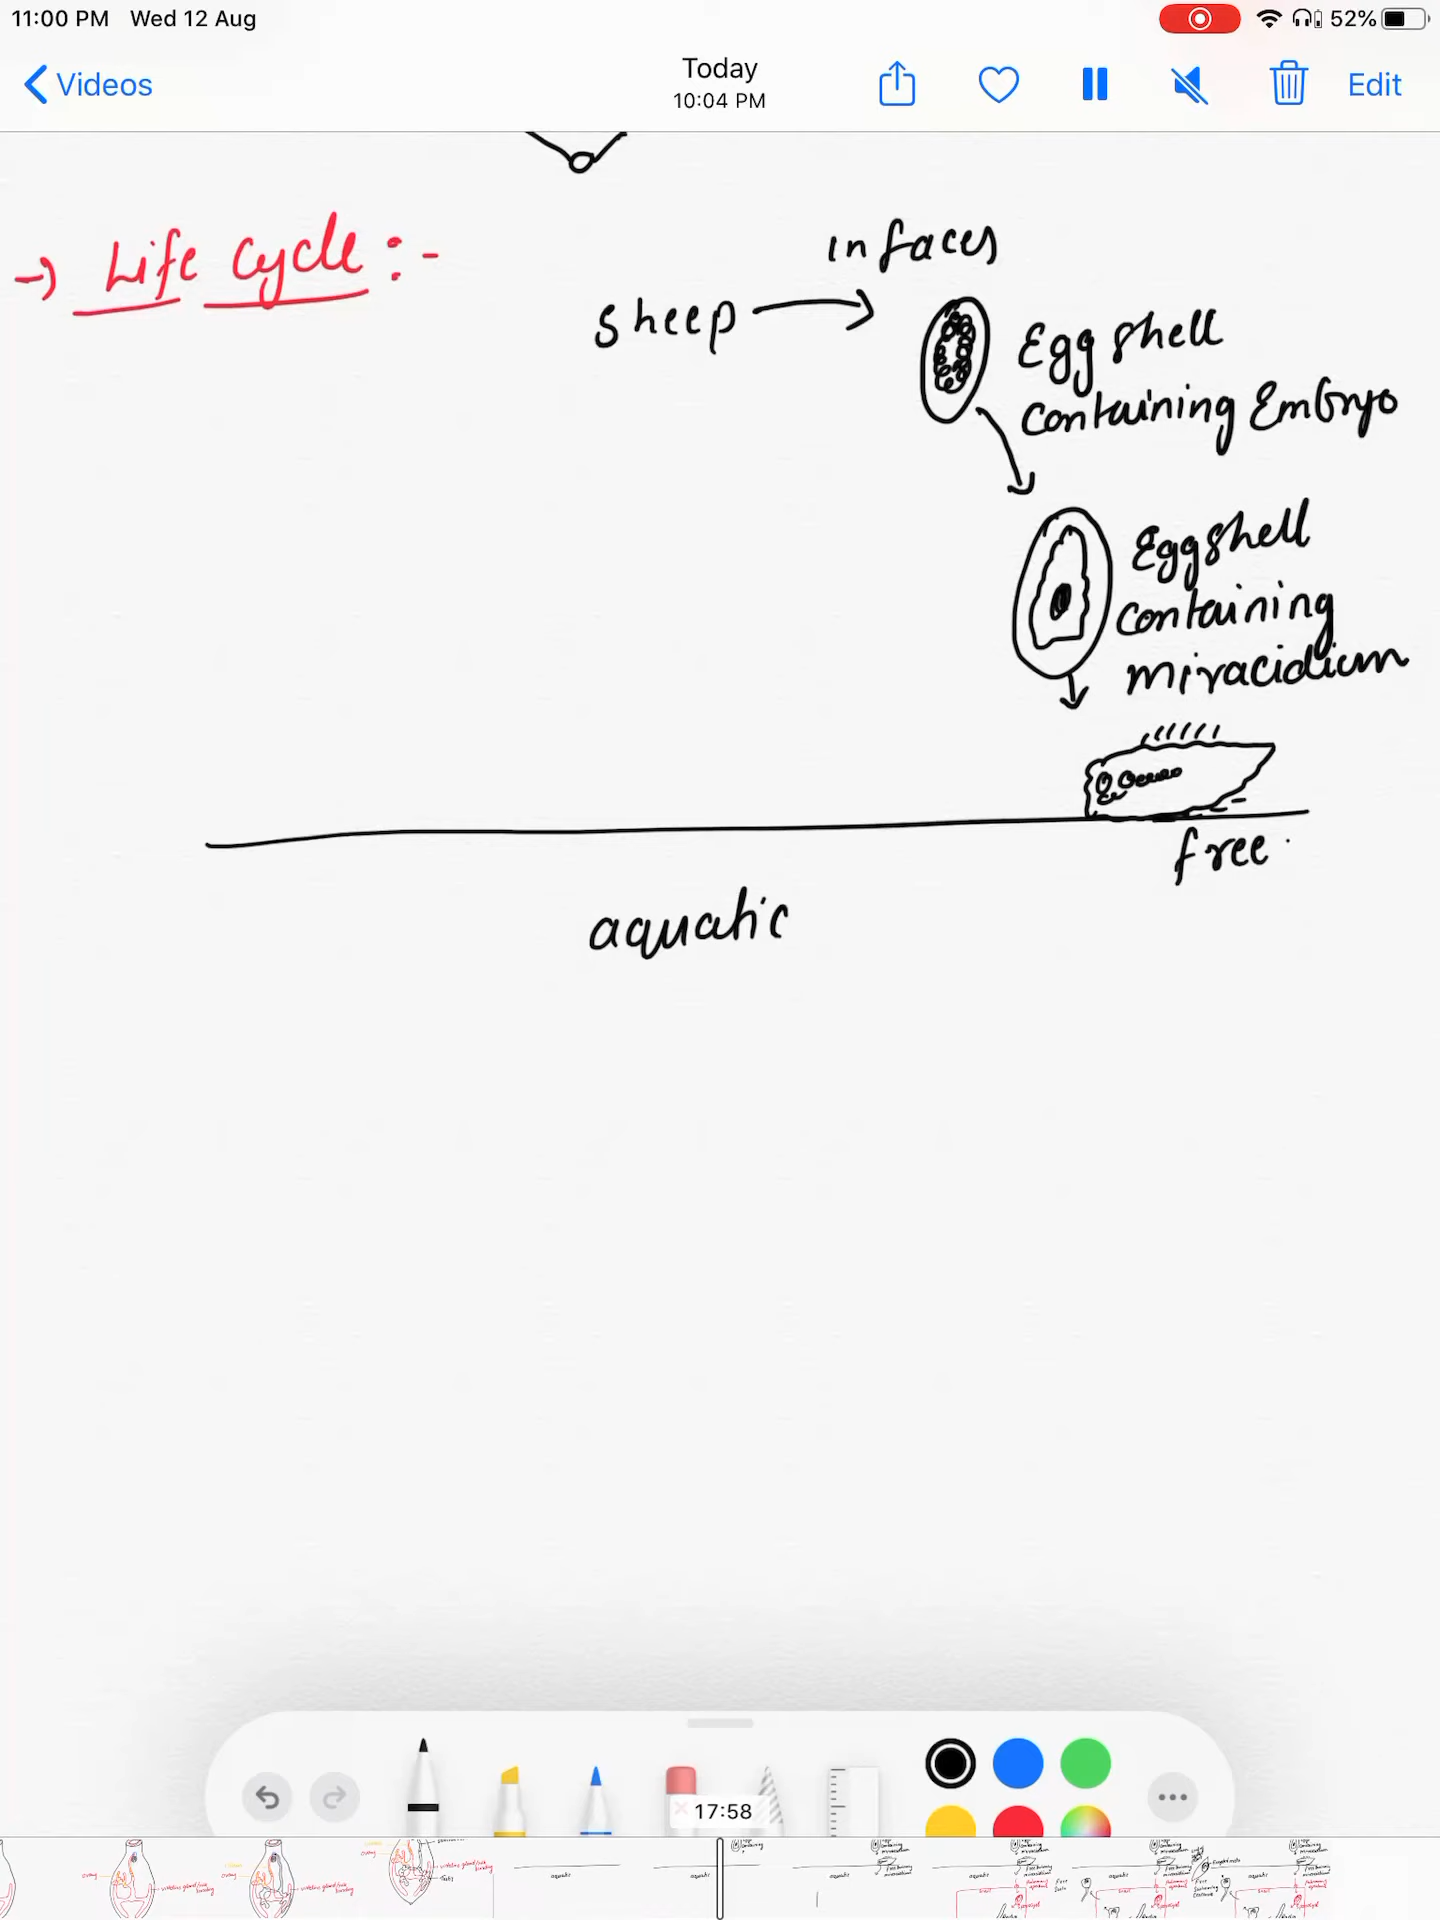 11:00 PM Wed 12 Aug
52%
Videos
Today
10:04 PM
Edit
→ Life Cycle :-
in faces
sheep →
Egg shell
containing Embryo
Eggshell
containing
miracidium
free
aquatic
17:58